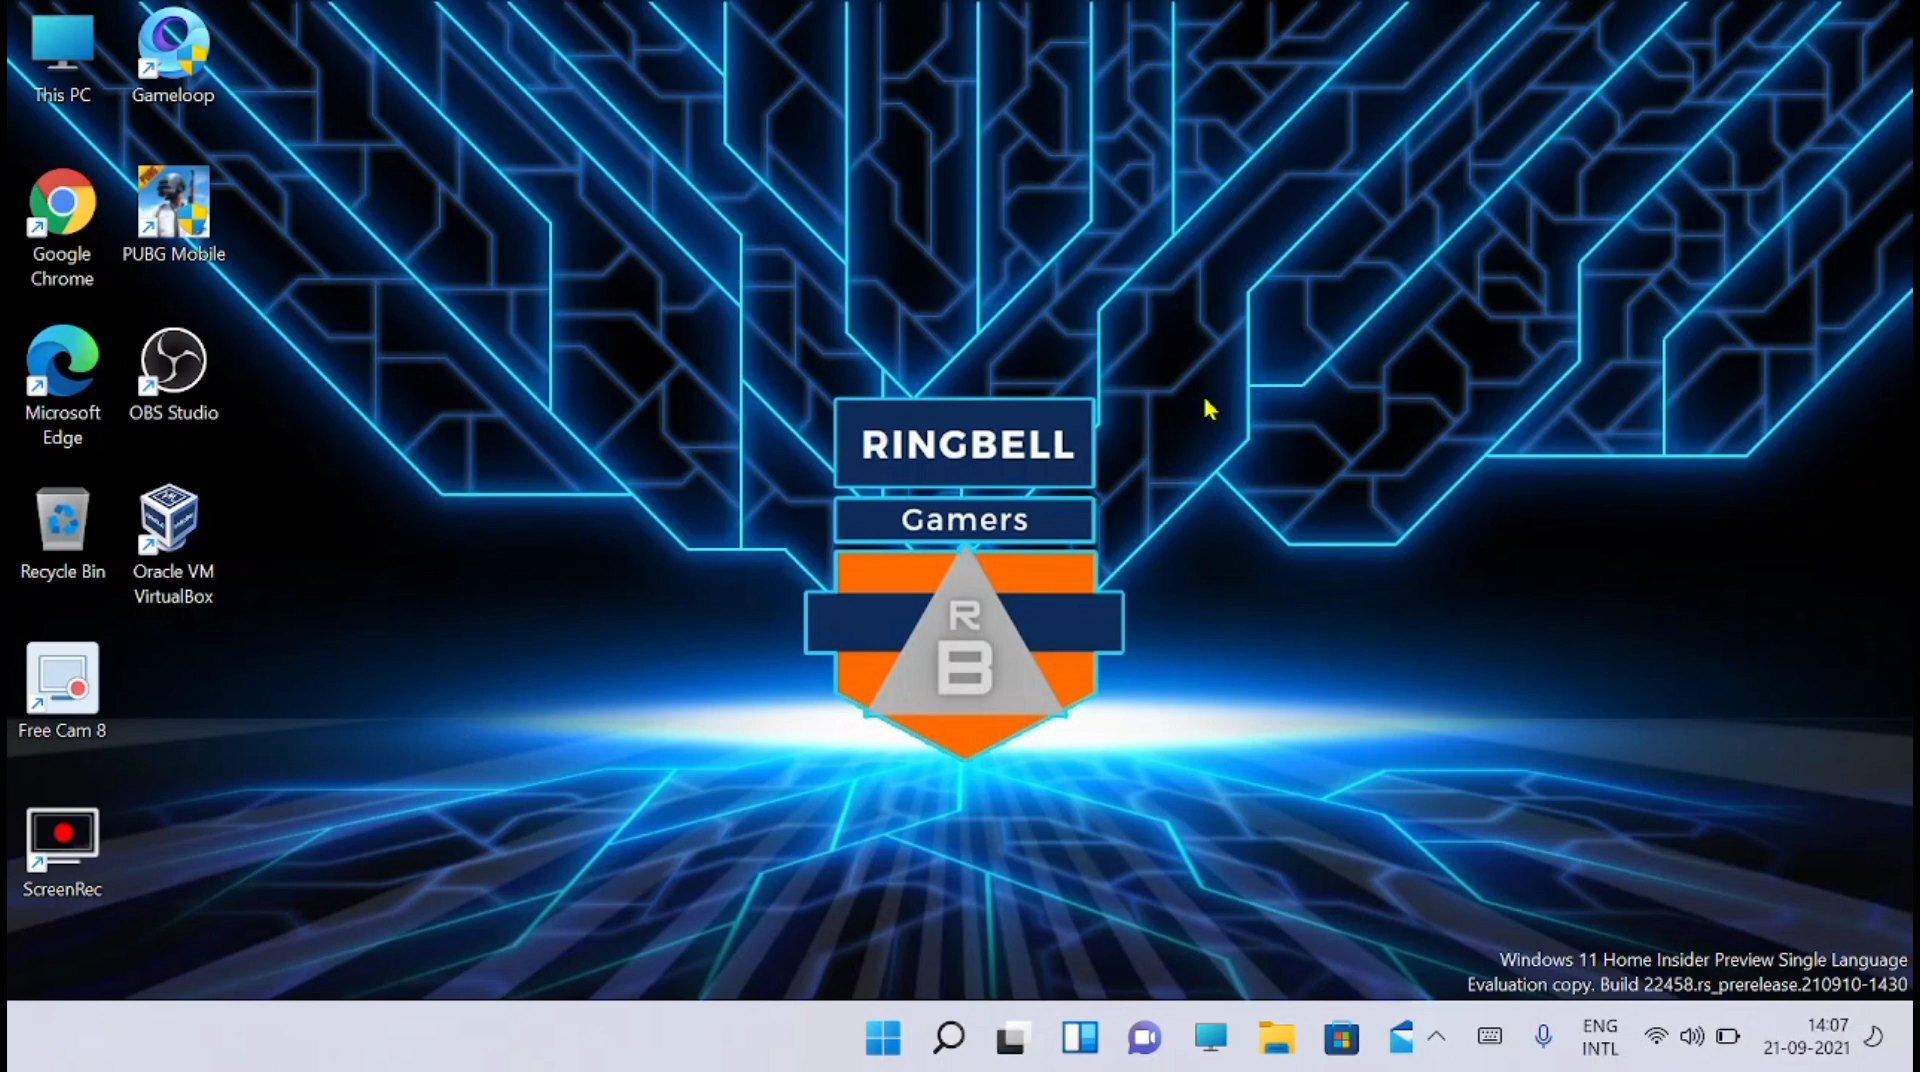 This PC
Gameloop
Google
Chrome
PUBG Mobile
Microsoft
Edge
OBS Studio
Recycle Bin
Oracle VM
VirtualBox
Free Cam 8
ScreenRec
RINGBELL
Gamers
R
B
Windows 11 Home Insider Preview Single Language
Evaluation copy. Build 22458.rs_prerelease.210910-1430
ENG
INTL
14:07
21-09-2021